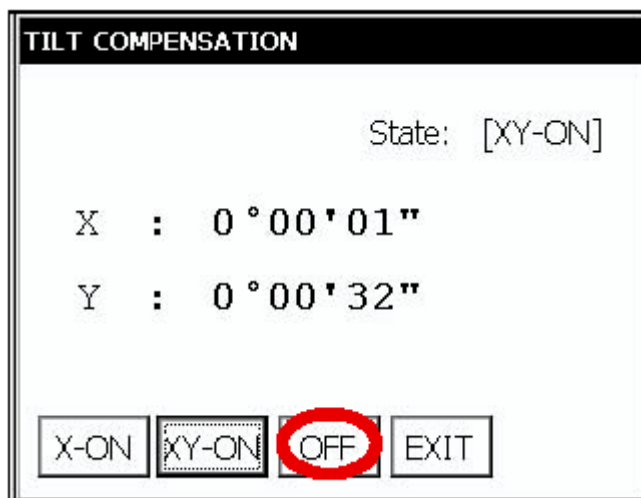 TILT COMPENSATION
State: [XY-ON]
X : 0°00'01"
Y : 0°00'32"
X-ON XY-ON OFF EXIT